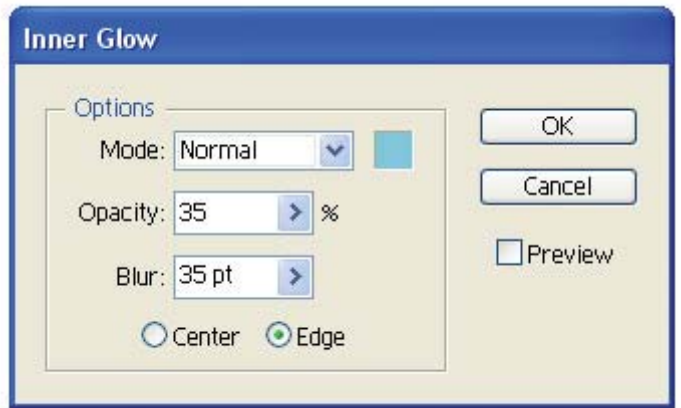 Inner Glow
Options
Mode: Normal
OK
Opacity: 35 %
Cancel
Blur: 35 pt
Preview
Center Edge